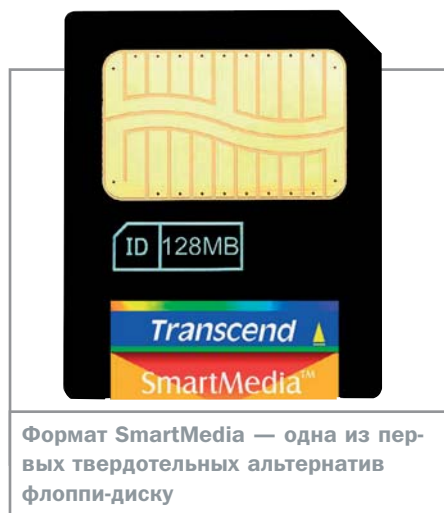 ID 128MB
Transcend
SmartMedia™
Формат SmartMedia — одна из пер-
вых твердотельных альтернатив
флоппи-диску